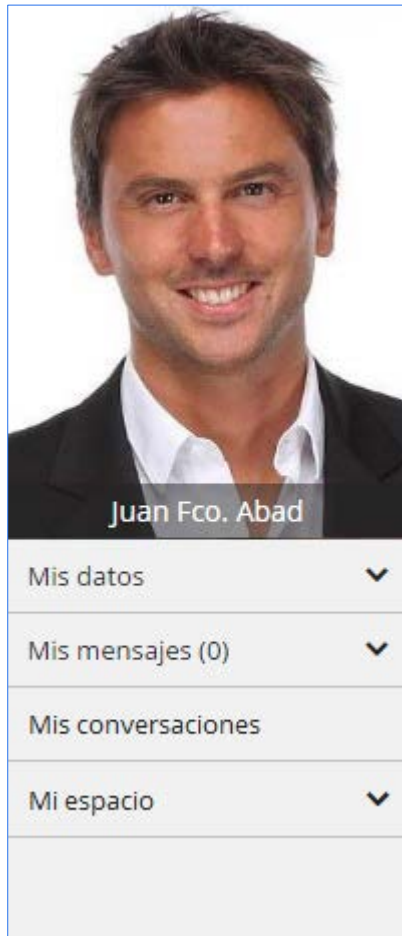 Juan Fco. Abad
Mis datos
Mis mensajes (0)
Mis conversaciones
Mi espacio